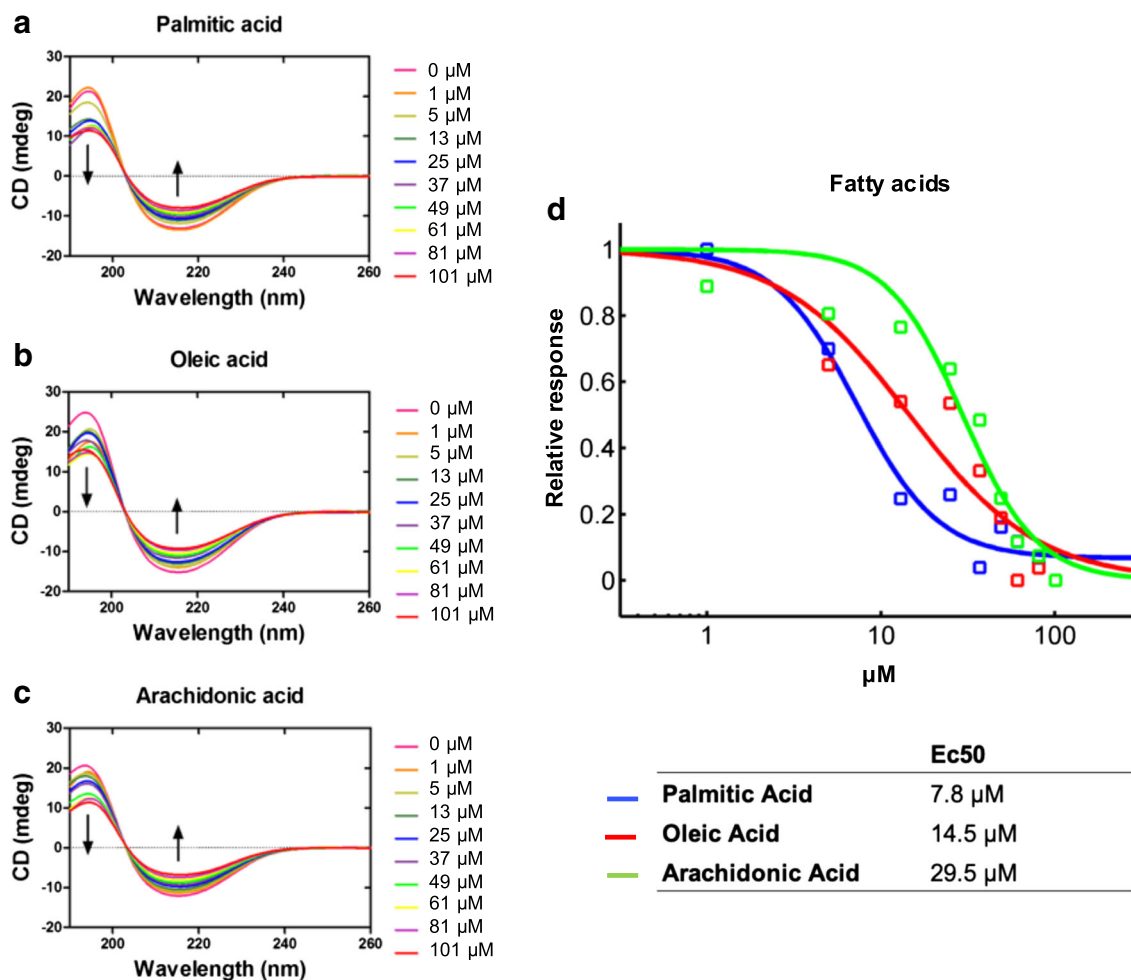 a
Palmitic acid
30
20
10
0
-10
-20
CD (mdeg)
200
220
240
260
Wavelength (nm)
0 µM
1 µM
5 µM
13 µM
25 µM
37 µM
49 µM
61 µM
81 µM
101 µM
b
Oleic acid
30
20
10
0
-10
-20
CD (mdeg)
200
220
240
260
Wavelength (nm)
0 µM
1 µM
5 µM
13 µM
25 µM
37 µM
49 µM
61 µM
81 µM
101 µM
c
Arachidonic acid
30
20
10
0
-10
-20
CD (mdeg)
200
220
240
260
Wavelength (nm)
0 µM
1 µM
5 µM
13 µM
25 µM
37 µM
49 µM
61 µM
81 µM
101 µM
d
Fatty acids
1
0.8
0.6
0.4
0.2
0
Relative response
1
10
100
µM
Ec50
Palmitic Acid 7.8 µM
Oleic Acid 14.5 µM
Arachidonic Acid 29.5 µM